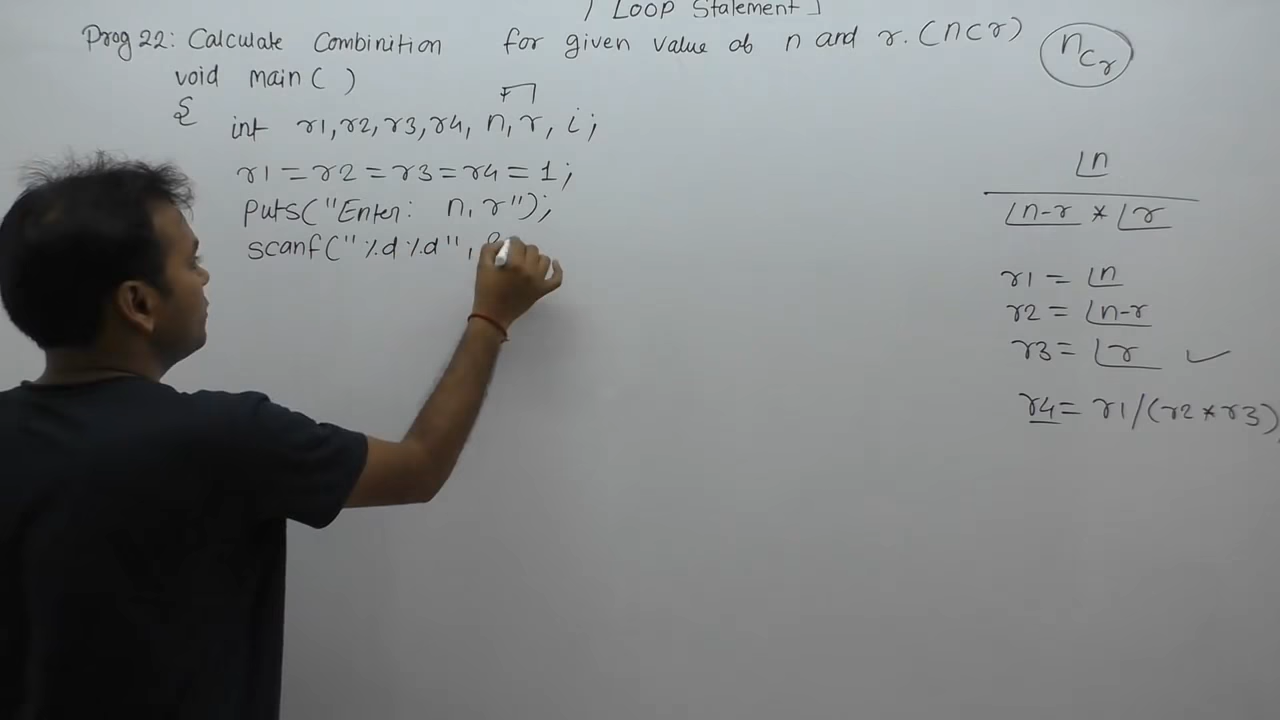 [ Loop Statement ]
Prog 22: Calculate Combinition for given value of n and r. (nCr)
nCr
void main( )
{
int r1,r2,r3,r4, n, r, i;
r1 = r2 = r3 = r4 = 1;
puts("Enter: n, r");
scanf("%d%d", &
⌊n
⌊n-r * ⌊r
r1 = ⌊n
r2 = ⌊n-r
r3 = ⌊r ✓
r4 = r1/(r2*r3)